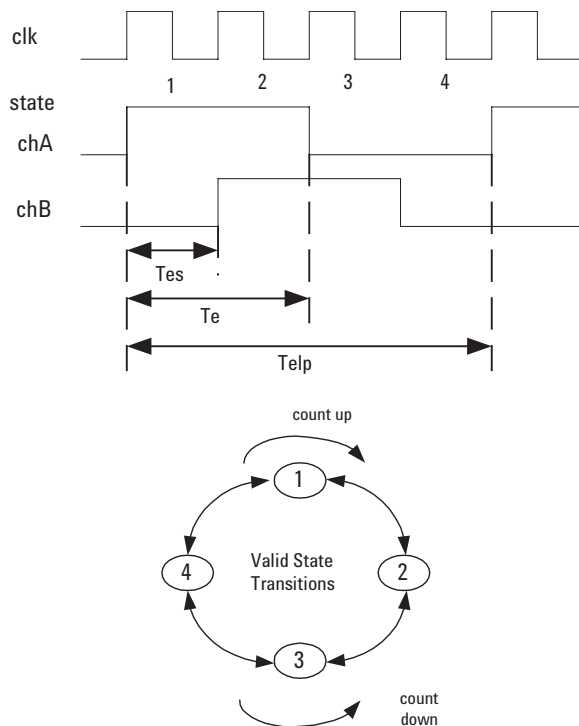 clk
1 2 3 4
state
chA
chB
Tes
Te
Telp
count up
1
4
Valid State
Transitions
2
3
count
down